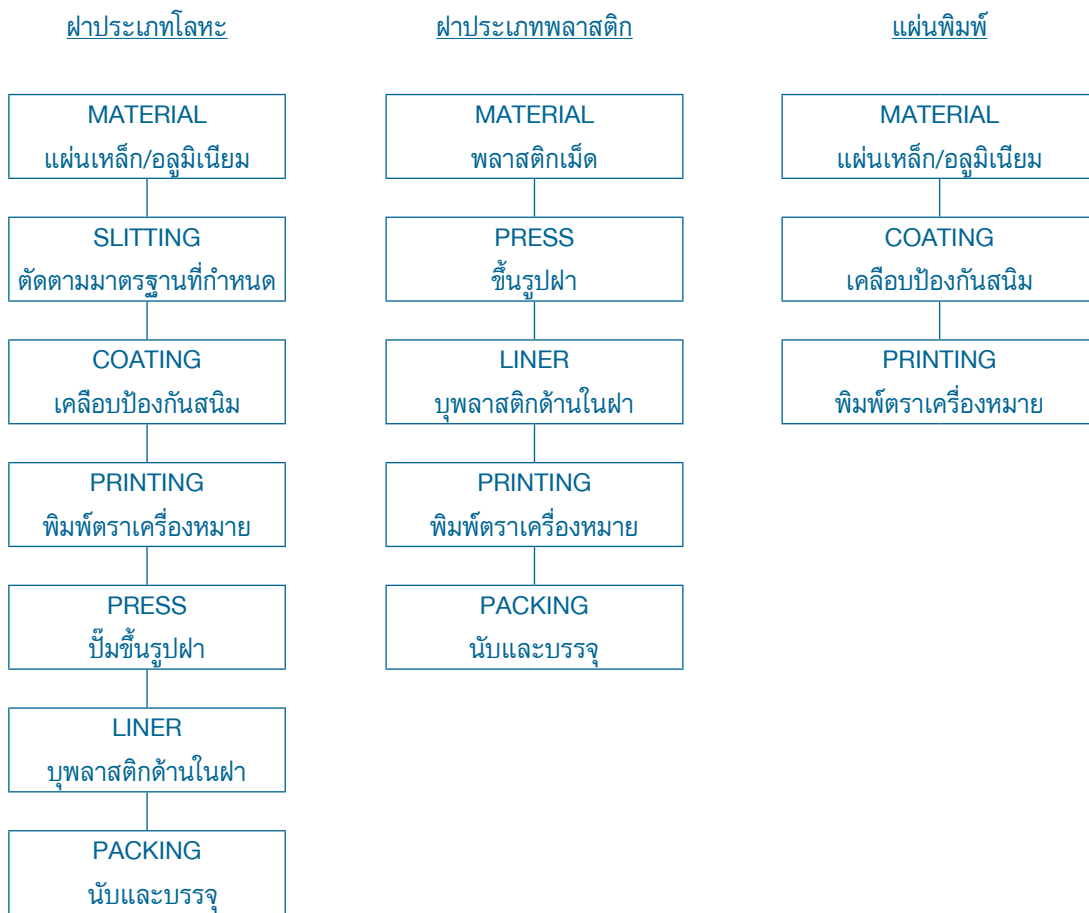 ฝาประเภทโลหะ
MATERIAL
แผ่นเหล็ก/อลูมิเนียม
SLITTING
ตัดตามมาตรฐานที่กำหนด
COATING
เคลือบป้องกันสนิม
PRINTING
พิมพ์ตราเครื่องหมาย
PRESS
ปั๊มขึ้นรูปฝา
LINER
บุพลาสติกด้านในฝา
PACKING
นับและบรรจุ
ฝาประเภทพลาสติก
MATERIAL
พลาสติกเม็ด
PRESS
ขึ้นรูปฝา
LINER
บุพลาสติกด้านในฝา
PRINTING
พิมพ์ตราเครื่องหมาย
PACKING
นับและบรรจุ
แผ่นพิมพ์
MATERIAL
แผ่นเหล็ก/อลูมิเนียม
COATING
เคลือบป้องกันสนิม
PRINTING
พิมพ์ตราเครื่องหมาย